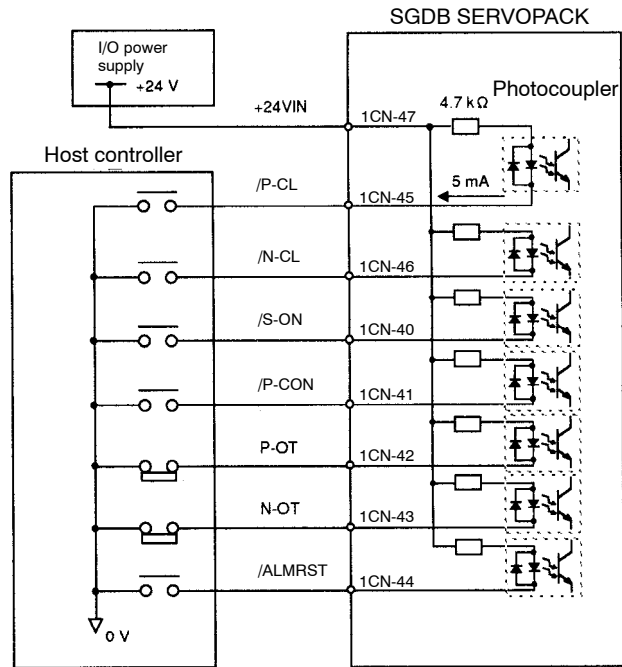 SGDB SERVOPACK
I/O power
supply
+24 V
Photocoupler
+24VIN
1CN-47
4.7 kΩ
Host controller
5 mA
/P-CL
1CN-45
/N-CL
1CN-46
/S-ON
1CN-40
/P-CON
1CN-41
P-OT
1CN-42
N-OT
1CN-43
/ALMRST
1CN-44
0 V